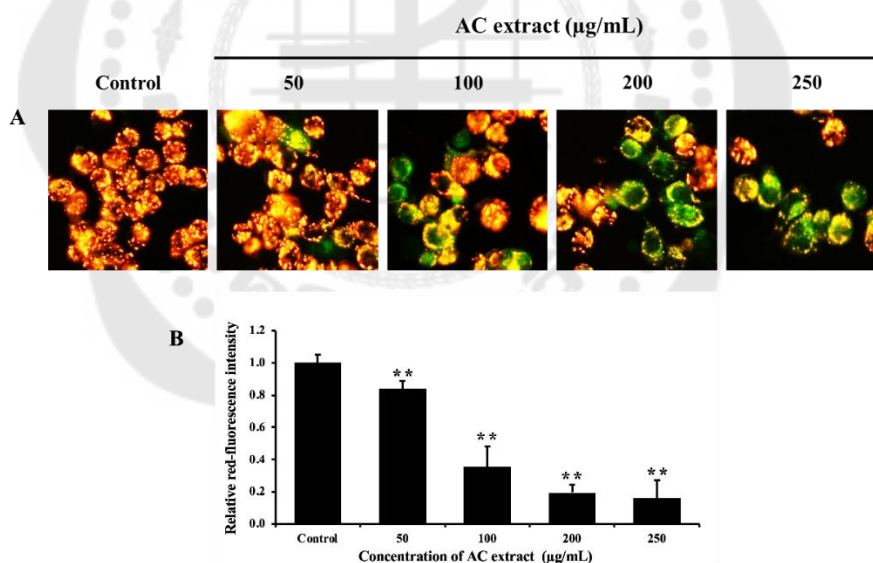 AC extract (µg/mL)
Control 50 100 200 250
A
B
Relative red-fluorescence intensity
1.2
1.0
0.8
0.6
0.4
0.2
0.0
**
**
**
**
Control 50 100 200 250
Concentration of AC extract (µg/mL)